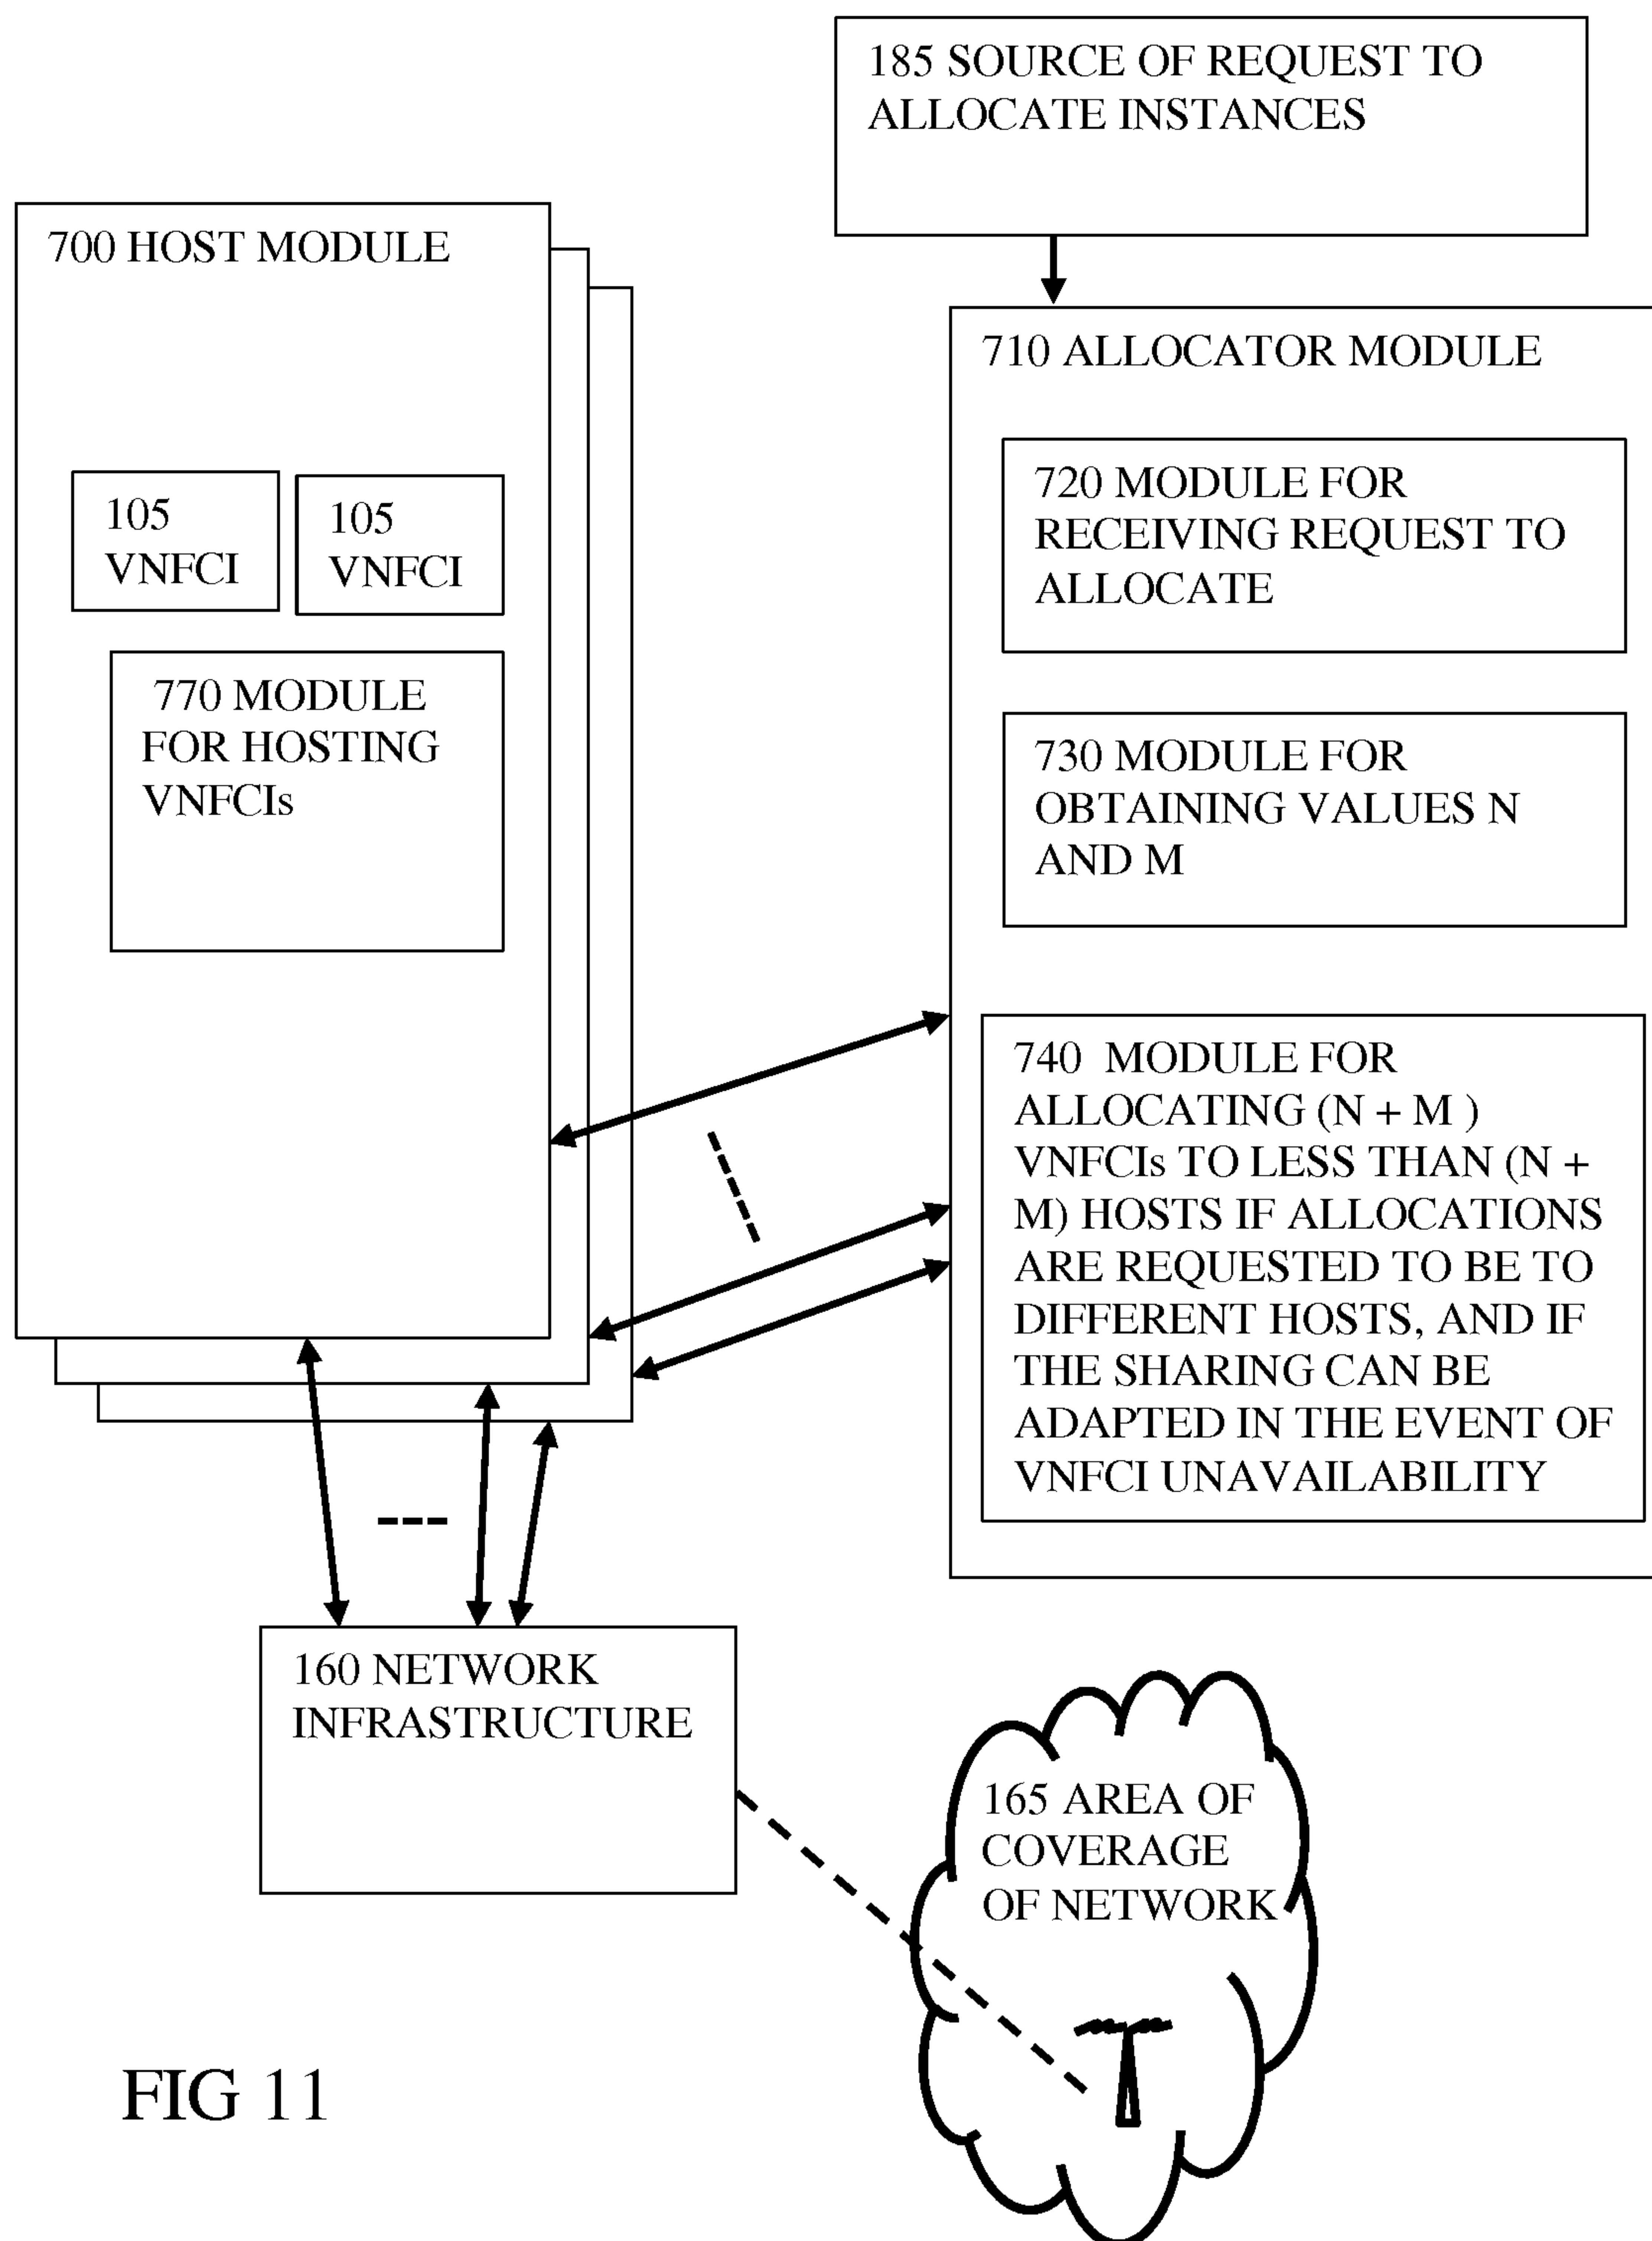 185 SOURCE OF REQUEST TO
ALLOCATE INSTANCES
700 HOST MODULE
105
VNFCI
105
VNFCI
770 MODULE
FOR HOSTING
VNFCIs
710 ALLOCATOR MODULE
720 MODULE FOR
RECEIVING REQUEST TO
ALLOCATE
730 MODULE FOR
OBTAINING VALUES N
AND M
740 MODULE FOR
ALLOCATING (N + M )
VNFCIs TO LESS THAN (N +
M) HOSTS IF ALLOCATIONS
ARE REQUESTED TO BE TO
DIFFERENT HOSTS, AND IF
THE SHARING CAN BE
ADAPTED IN THE EVENT OF
VNFCI UNAVAILABILITY
160 NETWORK
INFRASTRUCTURE
165 AREA OF
COVERAGE
OF NETWORK
FIG 11